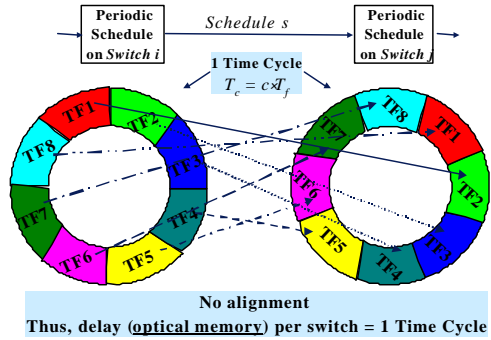 Periodic
Schedule
on Switch i
Schedule s
Periodic
Schedule
on Switch j
1 Time Cycle
T_c = c×T_f
TF1
TF2
TF3
TF4
TF5
TF6
TF7
TF8
TF8
TF1
TF2
TF3
TF4
TF5
TF6
TF7
No alignment
Thus, delay (optical memory) per switch = 1 Time Cycle